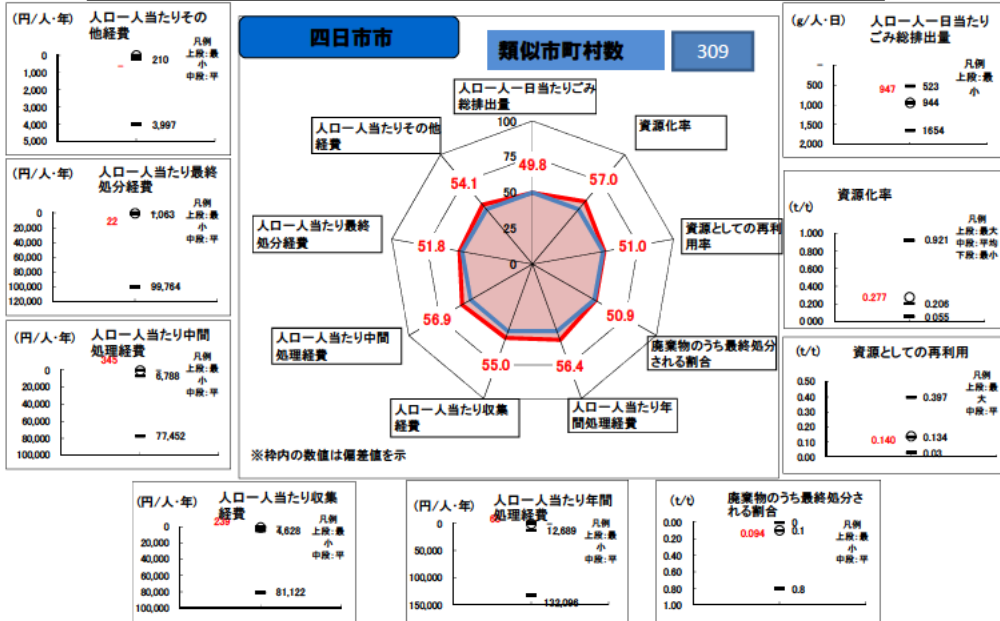 (円/人・年)
人口一人当たりその
他経費
凡例
上段:最
小
中段:平
0
1,000
2,000
3,000
4,000
5,000
210
3,997
四日市市
類似市町村数
309
(g/人・日)
人口一人一日当たり
ごみ総排出量
凡例
上段:最
小
500
1,000
1,500
2,000
947
523
944
1654
(円/人・年)
人口一人当たり最終
処分経費
凡例
上段:最
小
中段:平
0
20,000
40,000
60,000
80,000
100,000
120,000
22
1,063
99,764
(円/人・年)
人口一人当たり中間
処理経費
凡例
上段:最
小
中段:平
0
20,000
40,000
60,000
80,000
100,000
345
6,788
77,452
人口一人一日当たりごみ
総排出量
資源化率
資源としての再利
用率
廃棄物のうち最終処分
される割合
人口一人当たり年
間処理経費
人口一人当たり収集
経費
人口一人当たり中間
処理経費
人口一人当たり最終
処分経費
人口一人当たりその他
経費
100
75
50
25
0
49.8
57.0
51.0
50.9
56.4
55.0
56.9
51.8
54.1
※枠内の数値は偏差値を示
資源化率
(t/t)
凡例
上段:最大
中段:平均
下段:最小
1.000
0.800
0.600
0.400
0.200
0.000
0.277
0.921
0.206
0.055
(t/t)
資源としての再利用
凡例
上段:最
大
中段:平
0.50
0.40
0.30
0.20
0.10
0.00
0.140
0.397
0.134
0.03
(円/人・年)
人口一人当たり収集
経費
凡例
上段:最
小
中段:平
0
20,000
40,000
60,000
80,000
100,000
239
4,628
81,122
(円/人・年)
人口一人当たり年間
処理経費
凡例
上段:最
小
中段:平
0
50,000
100,000
150,000
12,689
132,096
(t/t)
廃棄物のうち最終処分さ
れる割合
凡例
上段:最
小
中段:平
0.00
0.20
0.40
0.60
0.80
1.00
0.094
0
0.1
0.8